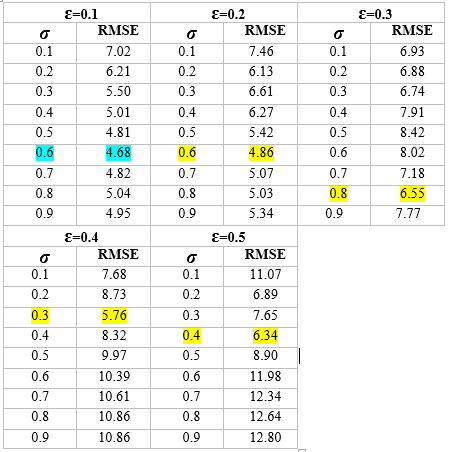 Ɛ=0.1 Ɛ=0.2 Ɛ=0.3
σ RMSE σ RMSE σ RMSE
0.1 7.02 0.1 7.46 0.1 6.93
0.2 6.21 0.2 6.13 0.2 6.88
0.3 5.50 0.3 6.61 0.3 6.74
0.4 5.01 0.4 6.27 0.4 7.91
0.5 4.81 0.5 5.42 0.5 8.42
0.6 4.68 0.6 4.86 0.6 8.02
0.7 4.82 0.7 5.07 0.7 7.18
0.8 5.04 0.8 5.03 0.8 6.55
0.9 4.95 0.9 5.34 0.9 7.77
Ɛ=0.4 Ɛ=0.5
σ RMSE σ RMSE
0.1 7.68 0.1 11.07
0.2 8.73 0.2 6.89
0.3 5.76 0.3 7.65
0.4 8.32 0.4 6.34
0.5 9.97 0.5 8.90
0.6 10.39 0.6 11.98
0.7 10.61 0.7 12.34
0.8 10.86 0.8 12.64
0.9 10.86 0.9 12.80